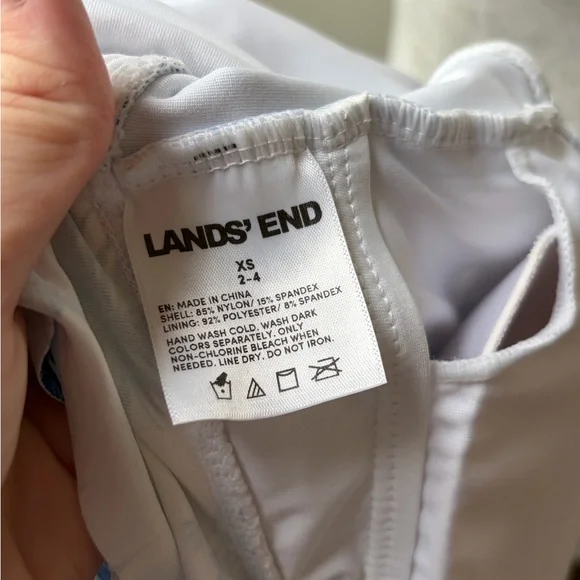 LANDS' END
XS
2-4
EN: MADE IN CHINA
SHELL: 85% NYLON/ 15% SPANDEX
LINING: 92% POLYESTER/ 8% SPANDEX
HAND WASH COLD. WASH DARK
COLORS SEPARATELY. ONLY
NON-CHLORINE BLEACH WHEN
NEEDED. LINE DRY. DO NOT IRON.